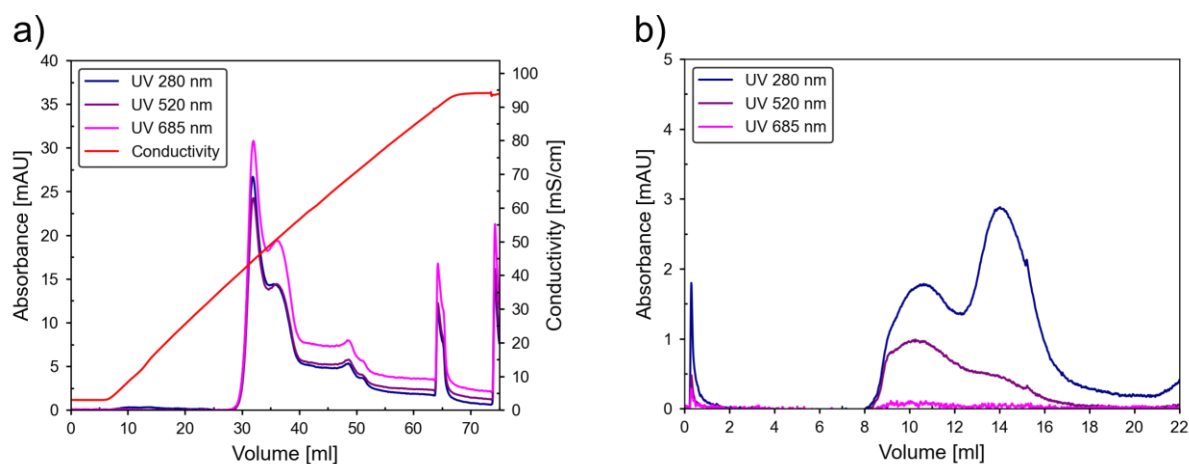 a)
40
35
30
25
20
15
10
5
0
Absorbance [mAU]
UV 280 nm
UV 520 nm
UV 685 nm
Conductivity
100
90
80
70
60
50
40
30
20
10
0
Conductivity [mS/cm]
0 10 20 30 40 50 60 70
Volume [ml]
b)
5
4
3
2
1
0
Absorbance [mAU]
UV 280 nm
UV 520 nm
UV 685 nm
0 2 4 6 8 10 12 14 16 18 20 22
Volume [ml]